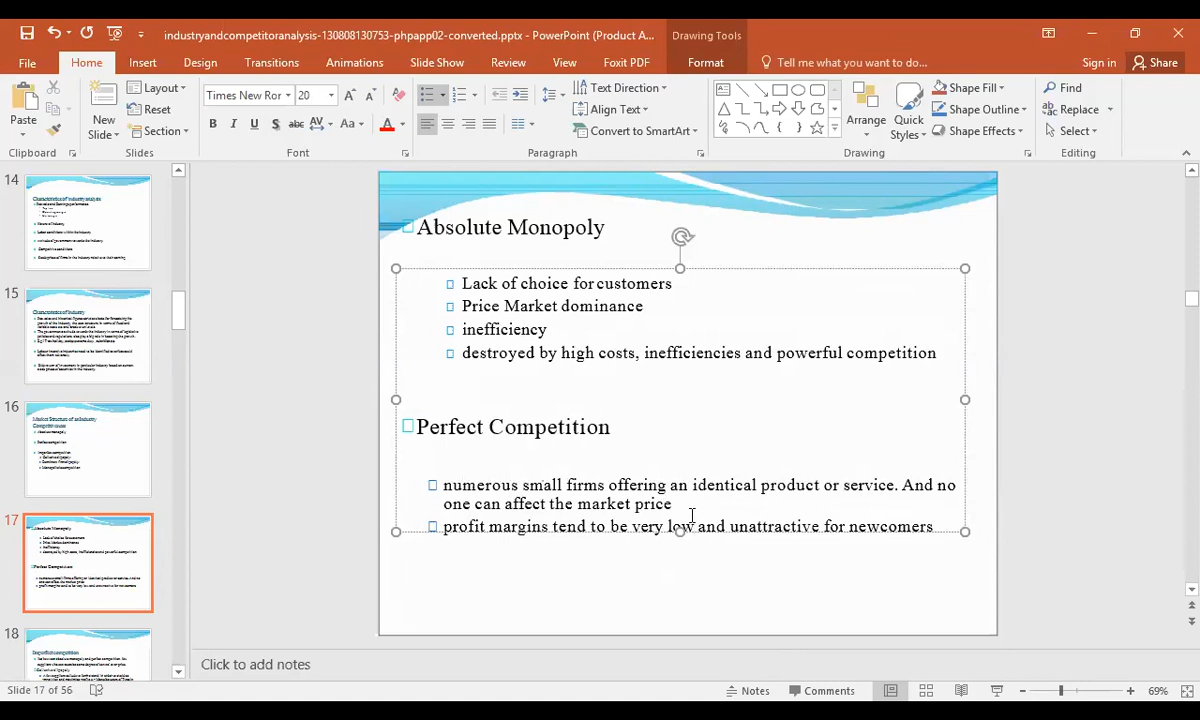 industryandcompetitoranalysis-130808130753-phpapp02-converted.pptx - PowerPoint (Product A...
Drawing Tools
File
Home
Insert
Design
Transitions
Animations
Slide Show
Review
View
Foxit PDF
Format
Tell me what you want to do...
Sign in
Share
Paste
New Slide
Layout
Reset
Section
Times New Ror
20
B I U S abc AV Aa A
Text Direction
Align Text
Convert to SmartArt
Arrange
Quick Styles
Shape Fill
Shape Outline
Shape Effects
Find
Replace
Select
Clipboard
Slides
Font
Paragraph
Drawing
Editing
14
15
16
17
18
Absolute Monopoly
Lack of choice for customers
Price Market dominance
inefficiency
destroyed by high costs, inefficiencies and powerful competition
Perfect Competition
numerous small firms offering an identical product or service. And no
one can affect the market price
profit margins tend to be very low and unattractive for newcomers
Click to add notes
Slide 17 of 56
Notes
Comments
69%